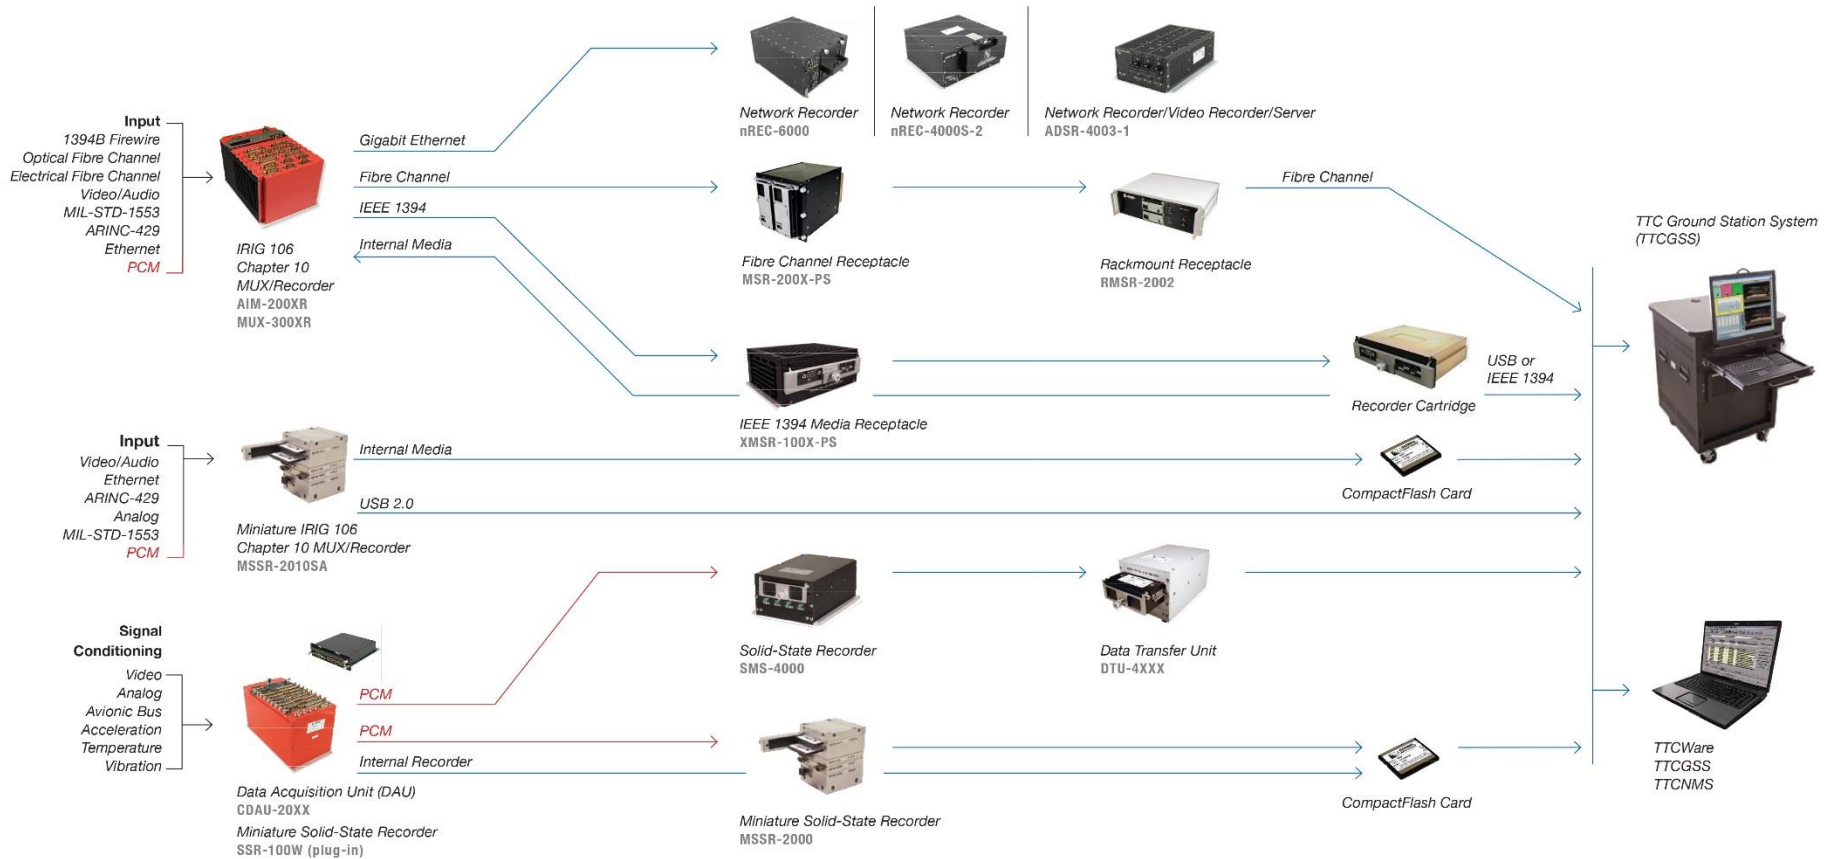 Network Recorder
nREC-6000
Network Recorder
nREC-4000S-2
Network Recorder/Video Recorder/Server
ADSR-4003-1
Input
1394B Firewire
Optical Fibre Channel
Electrical Fibre Channel
Video/Audio
MIL-STD-1553
ARINC-429
Ethernet
PCM
IRIG 106
Chapter 10
MUX/Recorder
AIM-200XR
MUX-300XR
Gigabit Ethernet
Fibre Channel
IEEE 1394
Internal Media
Fibre Channel Receptacle
MSR-200X-PS
Rackmount Receptacle
RMSR-2002
Fibre Channel
TTC Ground Station System
(TTCGSS)
IEEE 1394 Media Receptacle
XMSR-100X-PS
Recorder Cartridge
USB or
IEEE 1394
Input
Video/Audio
Ethernet
ARINC-429
Analog
MIL-STD-1553
PCM
Miniature IRIG 106
Chapter 10 MUX/Recorder
MSSR-2010SA
Internal Media
USB 2.0
CompactFlash Card
Solid-State Recorder
SMS-4000
Data Transfer Unit
DTU-4XXX
Signal
Conditioning
Video
Analog
Avionic Bus
Acceleration
Temperature
Vibration
PCM
PCM
Internal Recorder
Data Acquisition Unit (DAU)
CDAU-20XX
Miniature Solid-State Recorder
SSR-100W (plug-in)
Miniature Solid-State Recorder
MSSR-2000
CompactFlash Card
TTCWare
TTCGSS
TTCNMS